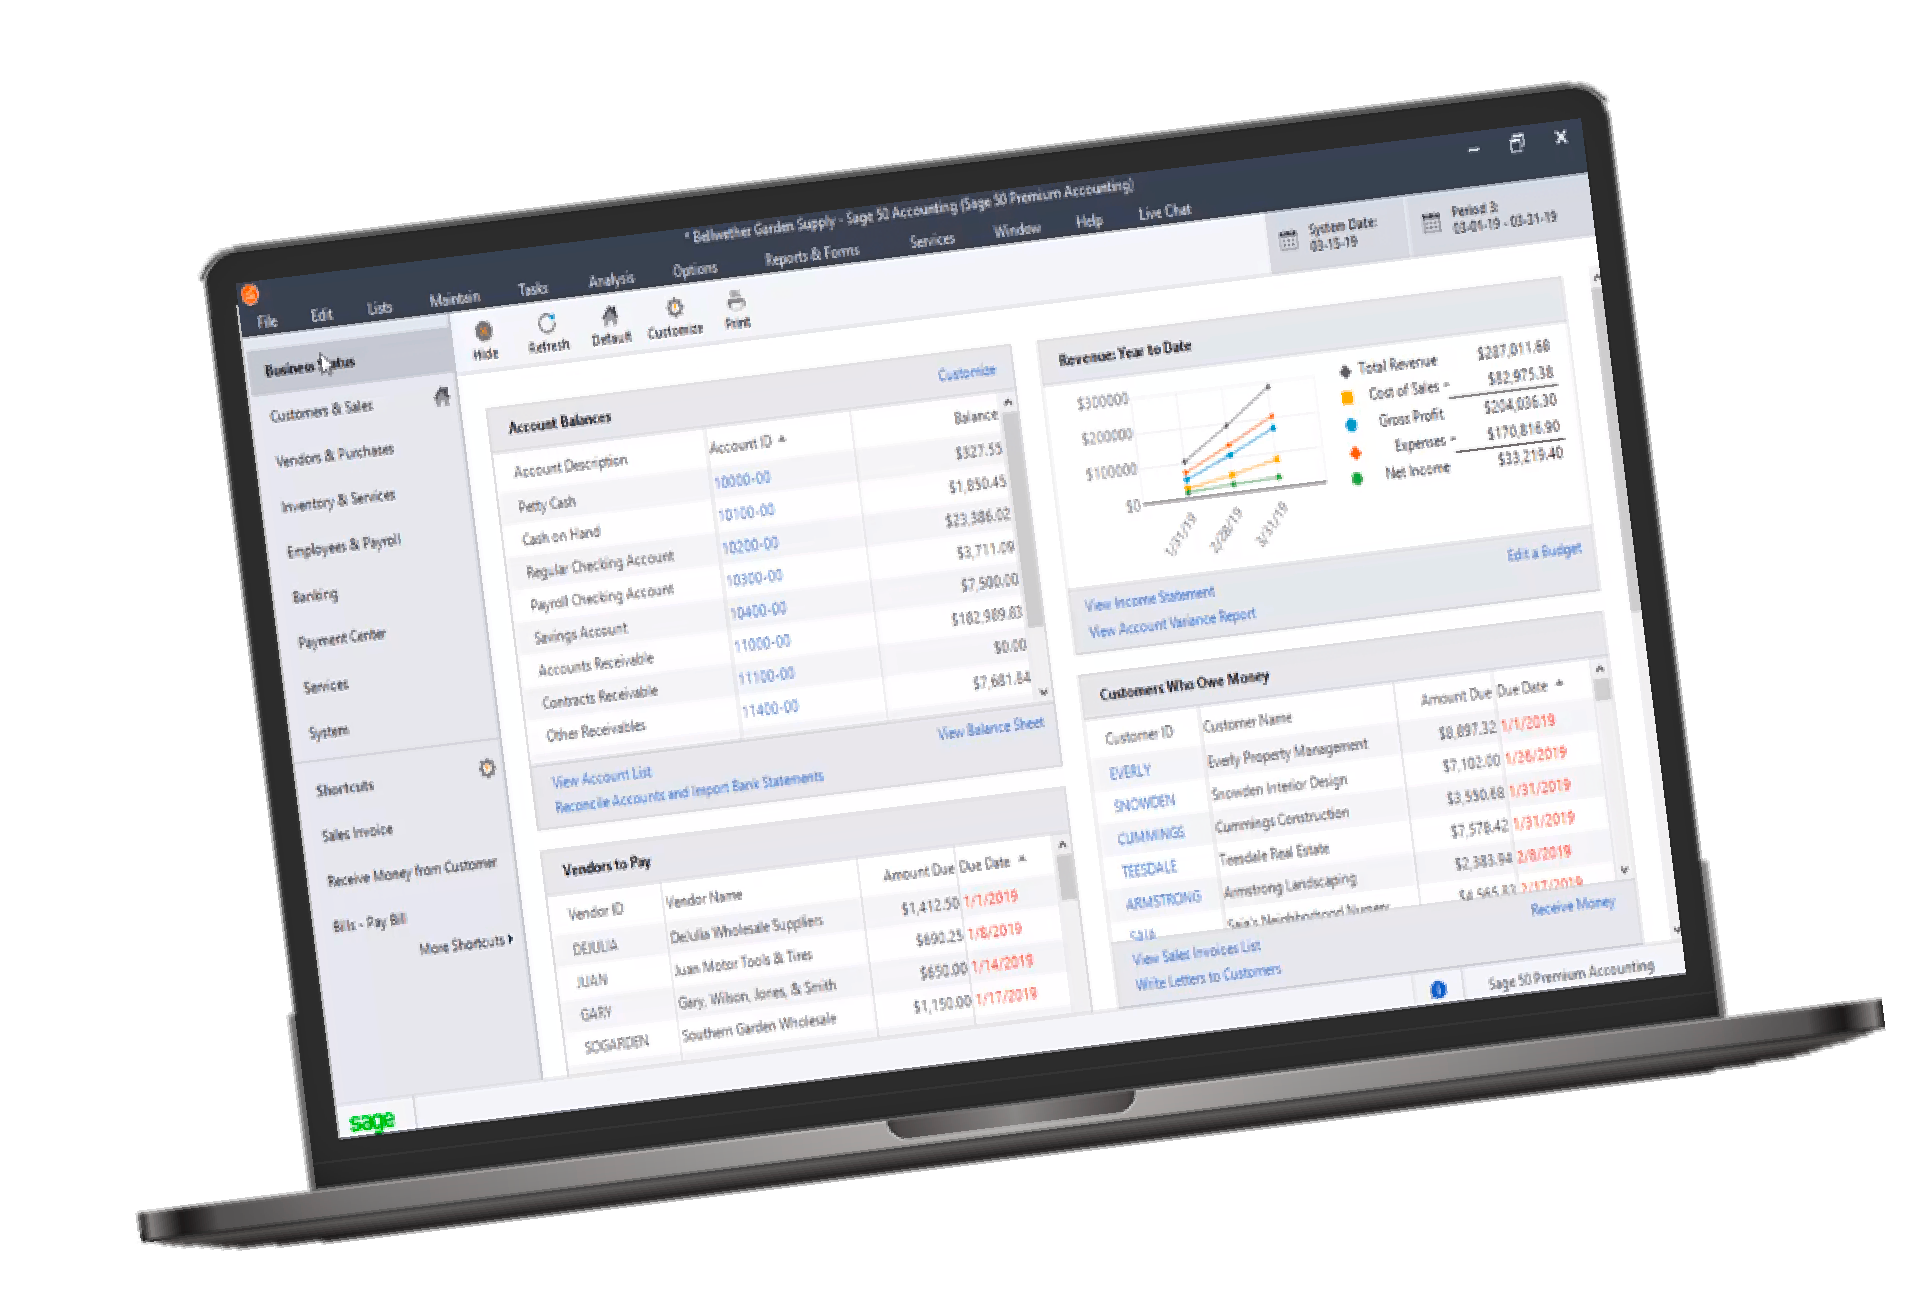 * Bellwether Garden Supply - Sage 50 Accounting (Sage 50 Premium Accounting)
File Edit Lists Maintain Tasks Analysis Options Reports & Forms Services Window Help Live Chat
System Date:
03-15-19
Period 3:
03-01-19 - 03-31-19
Hide Refresh Default Customize Print
Business Status
Customers & Sales
Vendors & Purchases
Inventory & Services
Employees & Payroll
Banking
Payment Center
Services
System
Shortcuts
Sales Invoice
Receive Money from Customer
Bills - Pay Bill
More Shortcuts
sage
Account Balances Customize
Account Description Account ID Balance
Petty Cash 10000-00 $327.55
Cash on Hand 10100-00 $1,850.45
Regular Checking Account 10200-00 $23,386.02
Payroll Checking Account 10300-00 $3,711.09
Savings Account 10400-00 $7,500.00
Accounts Receivable 11000-00 $182,989.83
Contracts Receivable 11100-00 $0.00
Other Receivables 11400-00 $7,681.84
View Account List View Balance Sheet
Reconcile Accounts and Import Bank Statements
Revenue: Year to Date
$300000
$200000
$100000
$0
1/31/19 2/28/19 3/31/19
Total Revenue $287,011.68
Cost of Sales - $82,975.38
Gross Profit $204,036.30
Expenses - $170,816.90
Net Income $33,219.40
Edit a Budget
View Income Statement
View Account Variance Report
Vendors to Pay
Vendor ID Vendor Name Amount Due Due Date
DEJULIA DeJulia Wholesale Suppliers $1,412.50 1/1/2019
JUAN Juan Motor Tools & Tires $690.25 1/8/2019
GARY Gary, Wilson, Jones, & Smith $650.00 1/14/2019
SOGARDEN Southern Garden Wholesale $1,150.00 1/17/2019
Customers Who Owe Money
Customer ID Customer Name Amount Due Due Date
EVERLY Everly Property Management $8,897.32 1/1/2019
SNOWDEN Snowden Interior Design $7,102.00 1/26/2019
CUMMINGS Cummings Construction $3,550.68 1/31/2019
TEESDALE Teesdale Real Estate $7,578.42 1/31/2019
ARMSTRONG Armstrong Landscaping $2,383.94 2/8/2019
Saia's Neighborhood Nursery 2/17/2019
Receive Money
View Sales Invoices List
Write Letters to Customers
Sage 50 Premium Accounting